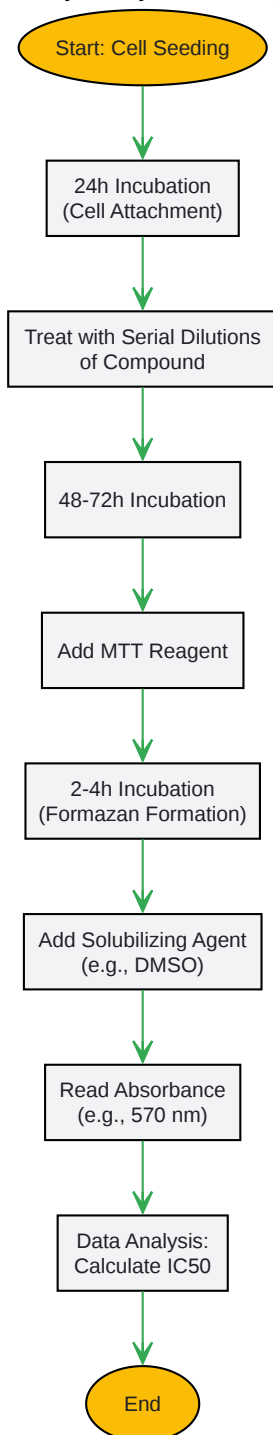 Start: Cell Seeding
24h Incubation
(Cell Attachment)
Treat with Serial Dilutions
of Compound
48-72h Incubation
Add MTT Reagent
2-4h Incubation
(Formazan Formation)
Add Solubilizing Agent
(e.g., DMSO)
Read Absorbance
(e.g., 570 nm)
Data Analysis:
Calculate IC50
End